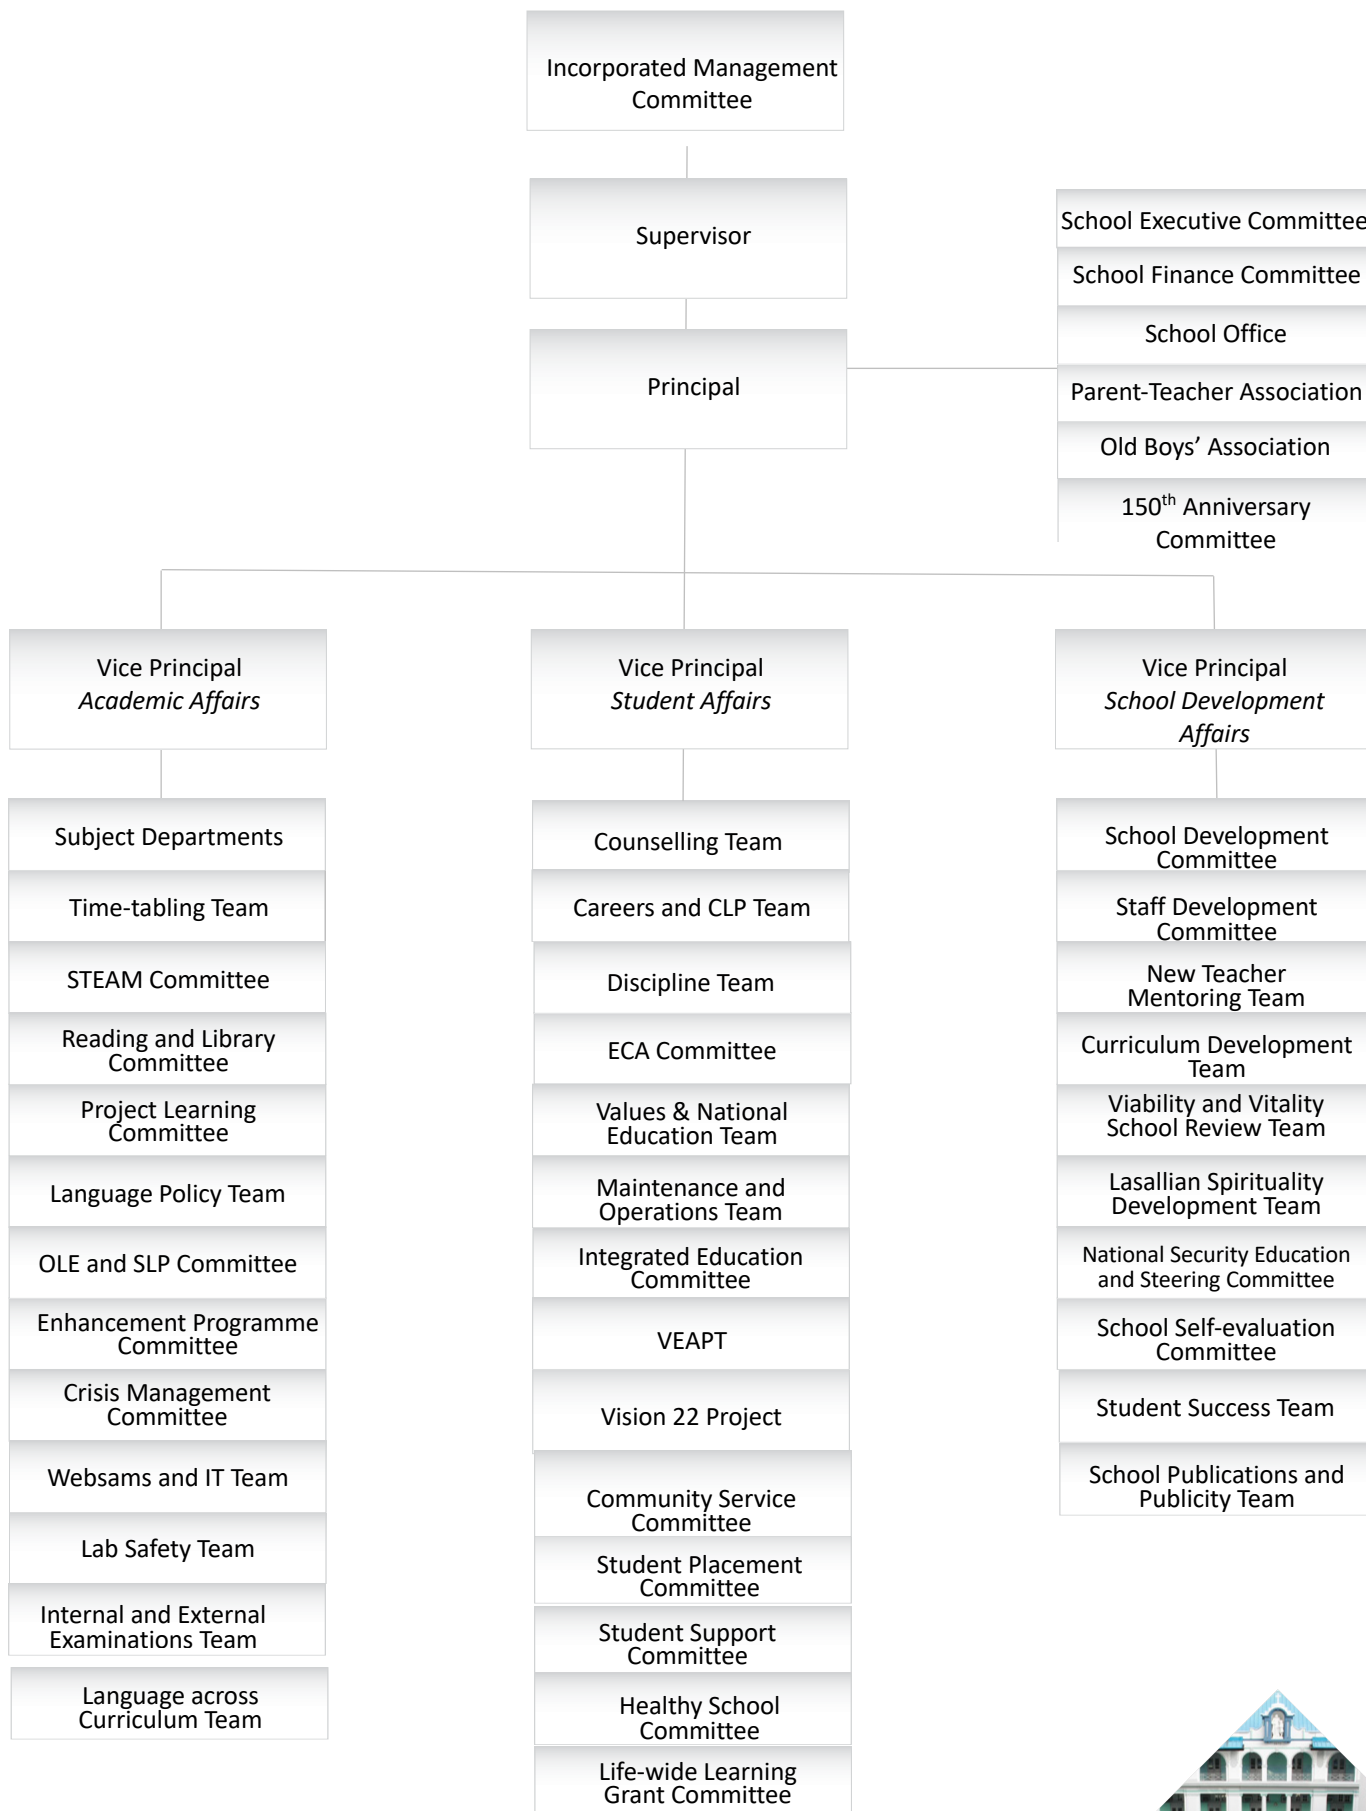 Incorporated Management
Committee
Supervisor
Principal
School Executive Committee
School Finance Committee
School Office
Parent-Teacher Association
Old Boys’ Association
150th Anniversary
Committee
Vice Principal
Academic Affairs
Vice Principal
Student Affairs
Vice Principal
School Development
Affairs
Subject Departments
Time-tabling Team
STEAM Committee
Reading and Library
Committee
Project Learning
Committee
Language Policy Team
OLE and SLP Committee
Enhancement Programme
Committee
Crisis Management
Committee
Websams and IT Team
Lab Safety Team
Internal and External
Examinations Team
Language across
Curriculum Team
Counselling Team
Careers and CLP Team
Discipline Team
ECA Committee
Values & National
Education Team
Maintenance and
Operations Team
Integrated Education
Committee
VEAPT
Vision 22 Project
Community Service
Committee
Student Placement
Committee
Student Support
Committee
Healthy School
Committee
Life-wide Learning
Grant Committee
School Development
Committee
Staff Development
Committee
New Teacher
Mentoring Team
Curriculum Development
Team
Viability and Vitality
School Review Team
Lasallian Spirituality
Development Team
National Security Education
and Steering Committee
School Self-evaluation
Committee
Student Success Team
School Publications and
Publicity Team